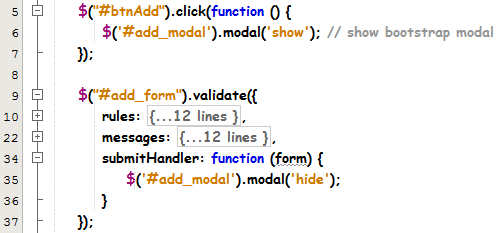 5 $("#btnAdd").click(function () {
6 $('#add_modal').modal('show'); // show bootstrap modal
7 });
8
9 $("#add_form").validate({
10 rules: {...12 lines },
22 messages: {...12 lines },
34 submitHandler: function (form) {
35 $('#add_modal').modal('hide');
36 }
37 });